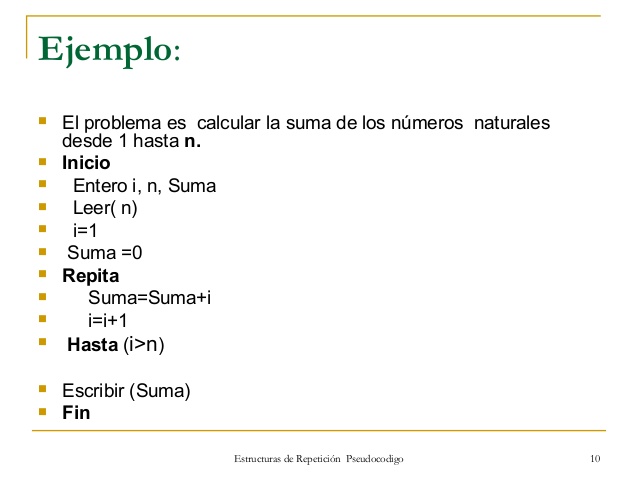 Ejemplo:
El problema es calcular la suma de los números naturales
desde 1 hasta n.
Inicio
Entero i, n, Suma
Leer( n)
i=1
Suma =0
Repita
Suma=Suma+i
i=i+1
Hasta (i>n)
Escribir (Suma)
Fin
Estructuras de Repetición Pseudocodigo
10